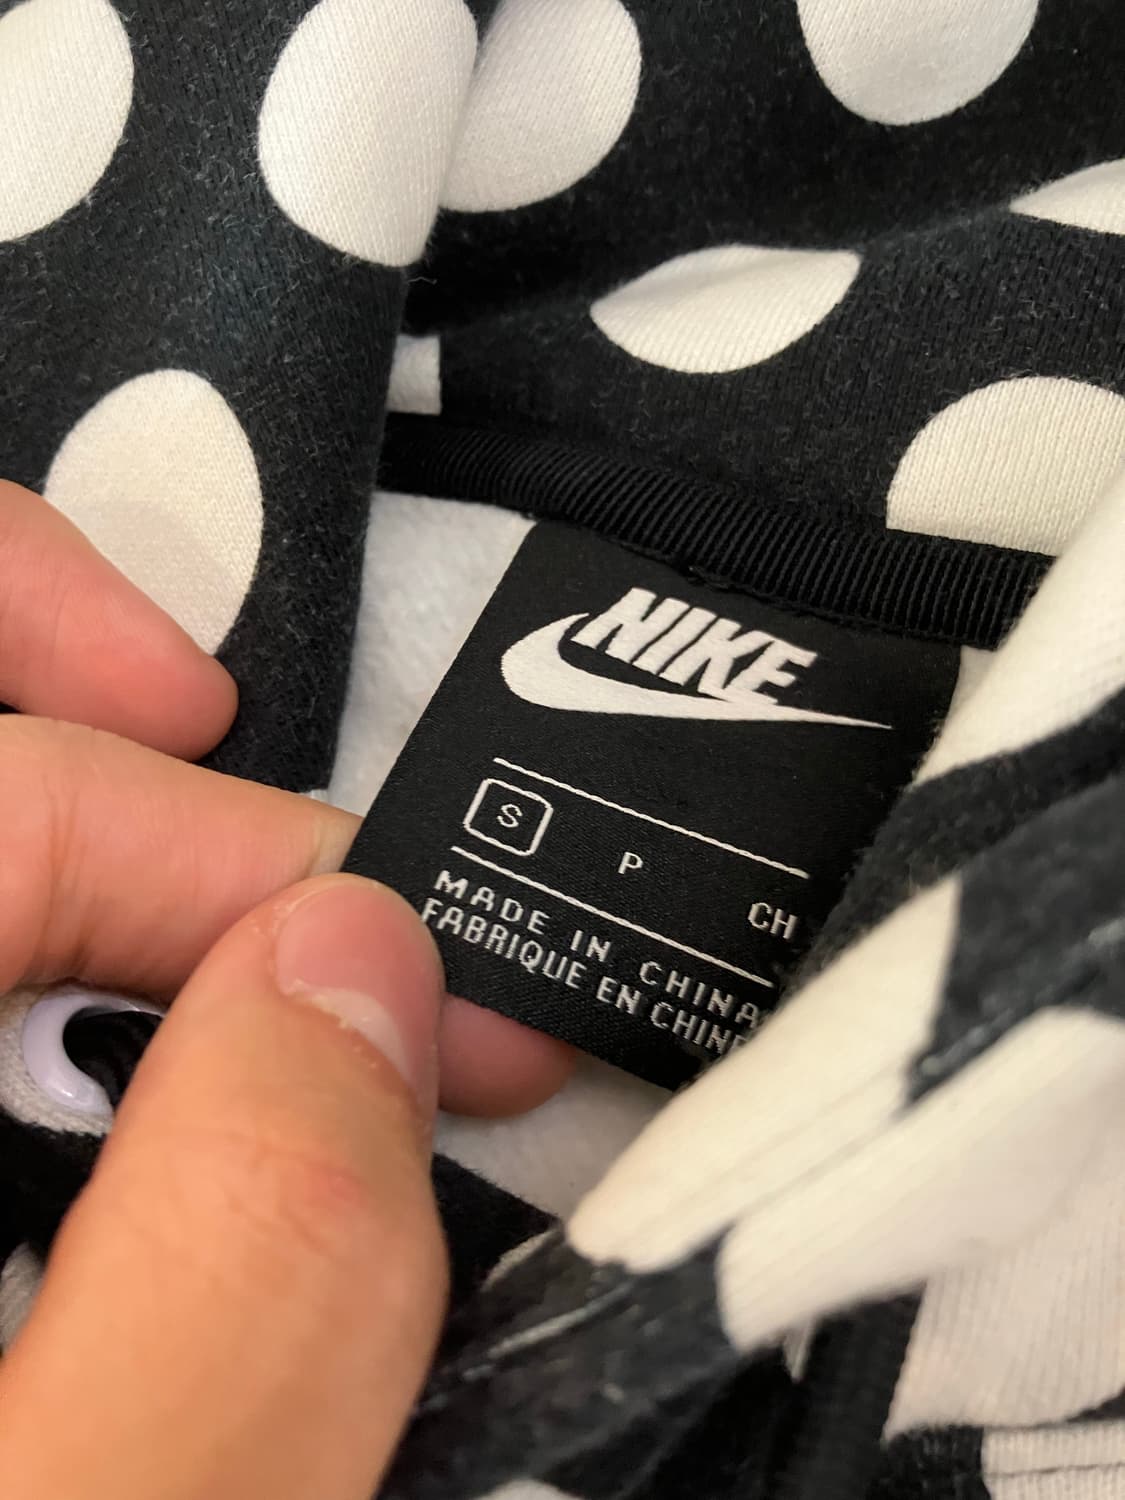 NIKE
S P CH
MADE IN CHINA
FABRIQUE EN CHINE